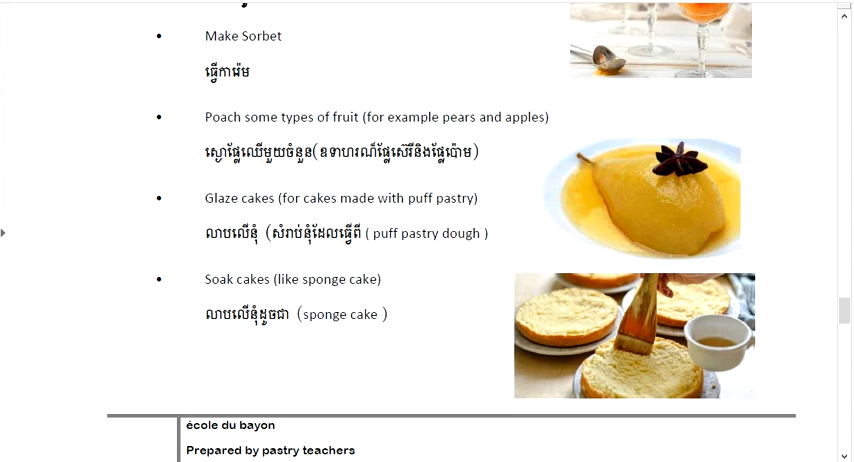 Make Sorbet
ធ្វើការ៉េម
Poach some types of fruit (for example pears and apples)
ស្ងោផ្លែឈើមួយចំនួន(ឧទាហរណ៏ផ្លែស៊េរីនិងផ្លែប៉ោម)
Glaze cakes (for cakes made with puff pastry)
លាបលើនុំ (សំរាប់នុំដែលធ្វើពី ( puff pastry dough )
Soak cakes (like sponge cake)
លាបលើនុំដូចជា (sponge cake )
école du bayon
Prepared by pastry teachers